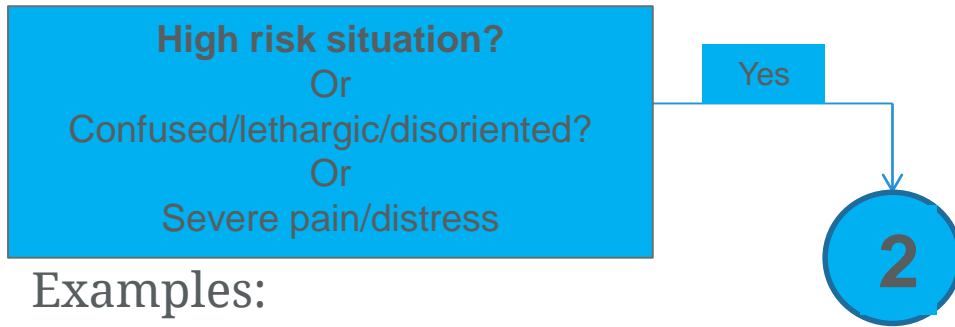 High risk situation?
Or
Confused/lethargic/disoriented?
Or
Severe pain/distress
Yes
2
Examples: